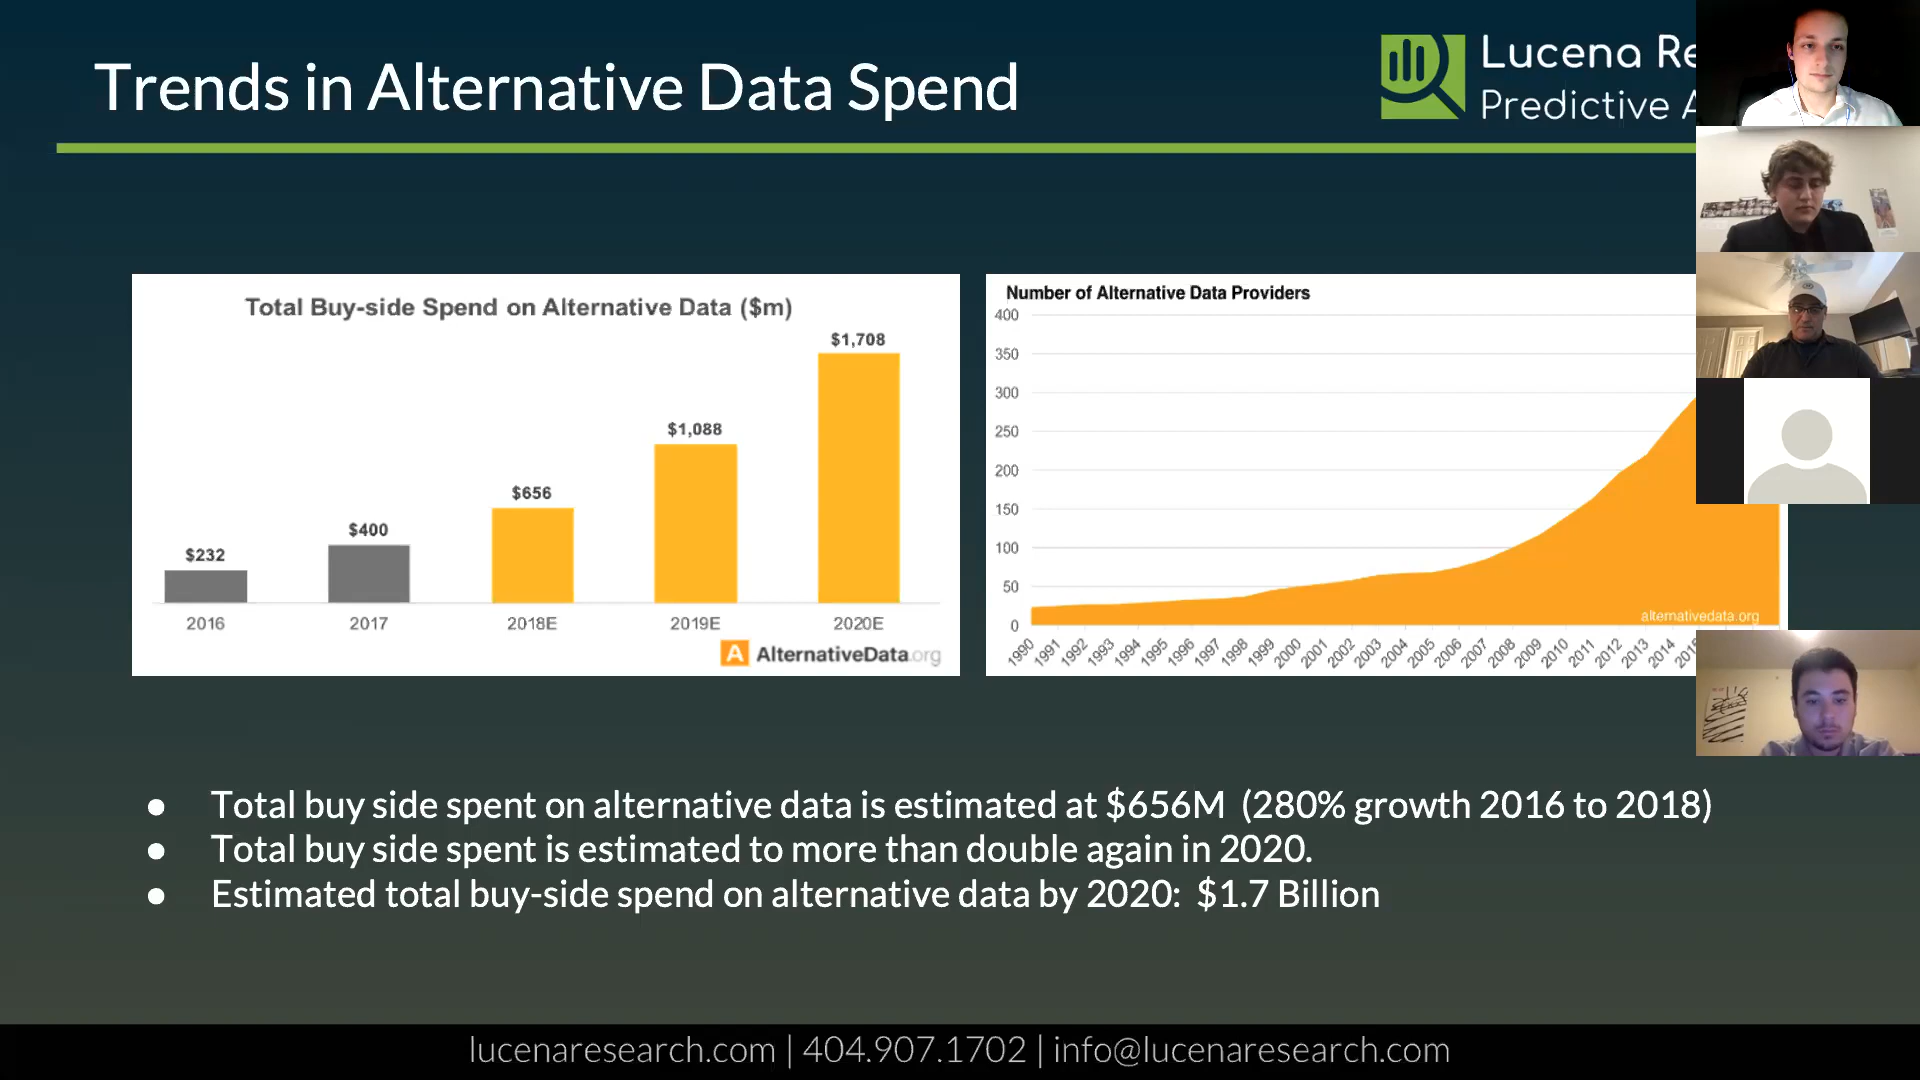 Trends in Alternative Data Spend
Lucena
Predictive
Total Buy-side Spend on Alternative Data ($m)
$1,708
$1,088
$656
$400
$232
2016 2017 2018E 2019E 2020E
A AlternativeData.org
Number of Alternative Data Providers
400
350
300
250
200
150
100
50
0
alternativedata.org
1990 1991 1992 1993 1994 1995 1996 1997 1998 1999 2000 2001 2002 2003 2004 2005 2006 2007 2008 2009 2010 2011 2012 2013 2014
● Total buy side spent on alternative data is estimated at $656M (280% growth 2016 to 2018)
● Total buy side spent is estimated to more than double again in 2020.
● Estimated total buy-side spend on alternative data by 2020: $1.7 Billion
lucenaresearch.com | 404.907.1702 | info@lucenaresearch.com